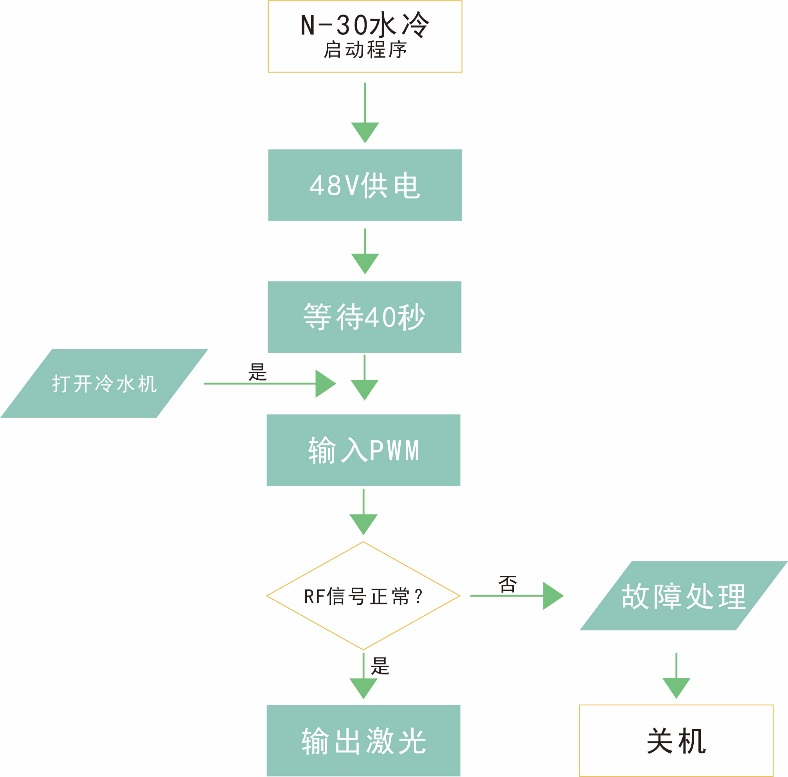 N-30水冷
启动程序
48V供电
等待40秒
打开冷水机
是
输入PWM
RF信号正常?
否
故障处理
是
输出激光
关机